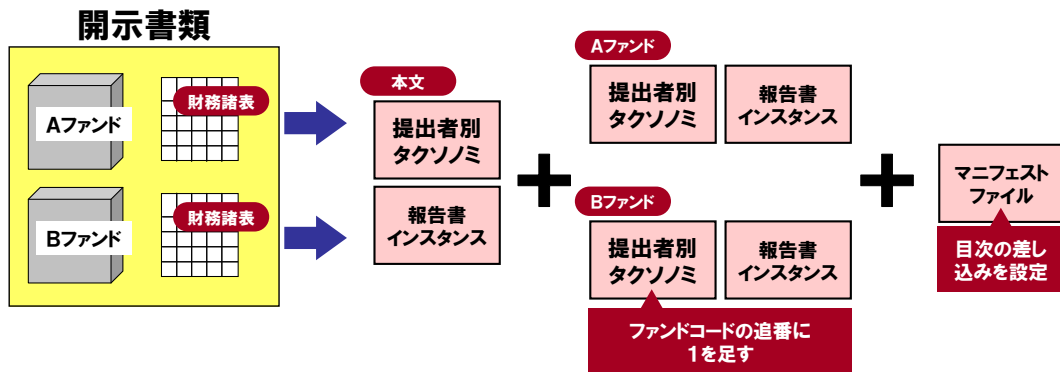 開示書類
Aファンド
財務諸表
Bファンド
財務諸表
本文
提出者別
タクソノミ
報告書
インスタンス
Aファンド
提出者別
タクソノミ
報告書
インスタンス
Bファンド
提出者別
タクソノミ
報告書
インスタンス
ファンドコードの追番に
1を足す
マニフェスト
ファイル
目次の差し
込みを設定